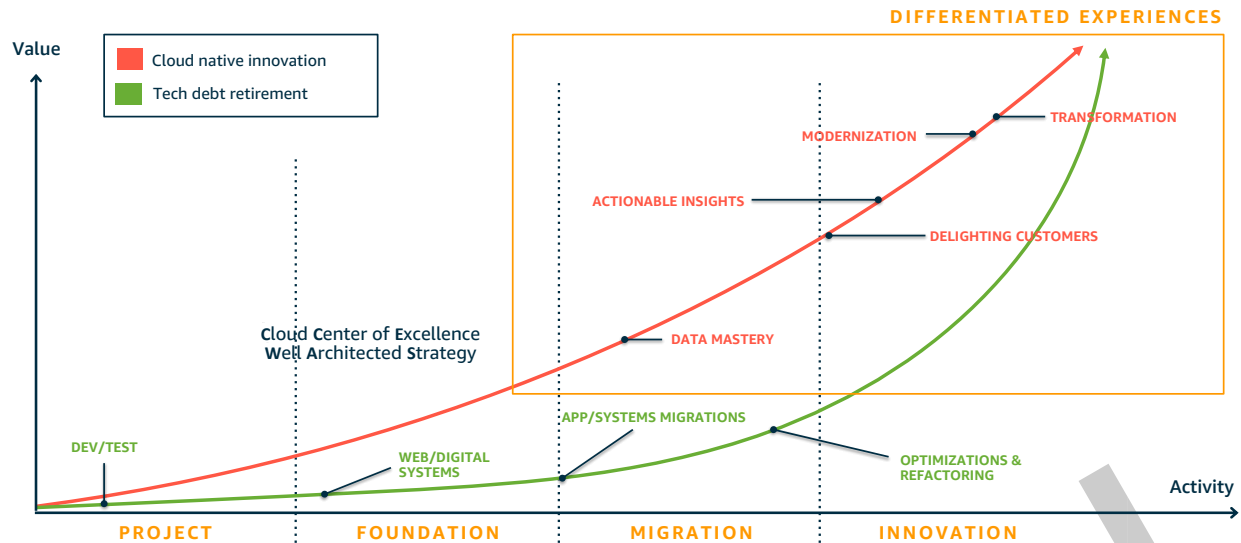 DIFFERENTIATED EXPERIENCES
Value
Cloud native innovation
Tech debt retirement
TRANSFORMATION
MODERNIZATION
ACTIONABLE INSIGHTS
DELIGHTING CUSTOMERS
Cloud Center of Excellence
Well Architected Strategy
DATA MASTERY
APP/SYSTEMS MIGRATIONS
DEV/TEST
WEB/DIGITAL
SYSTEMS
OPTIMIZATIONS &
REFACTORING
Activity
PROJECT
FOUNDATION
MIGRATION
INNOVATION